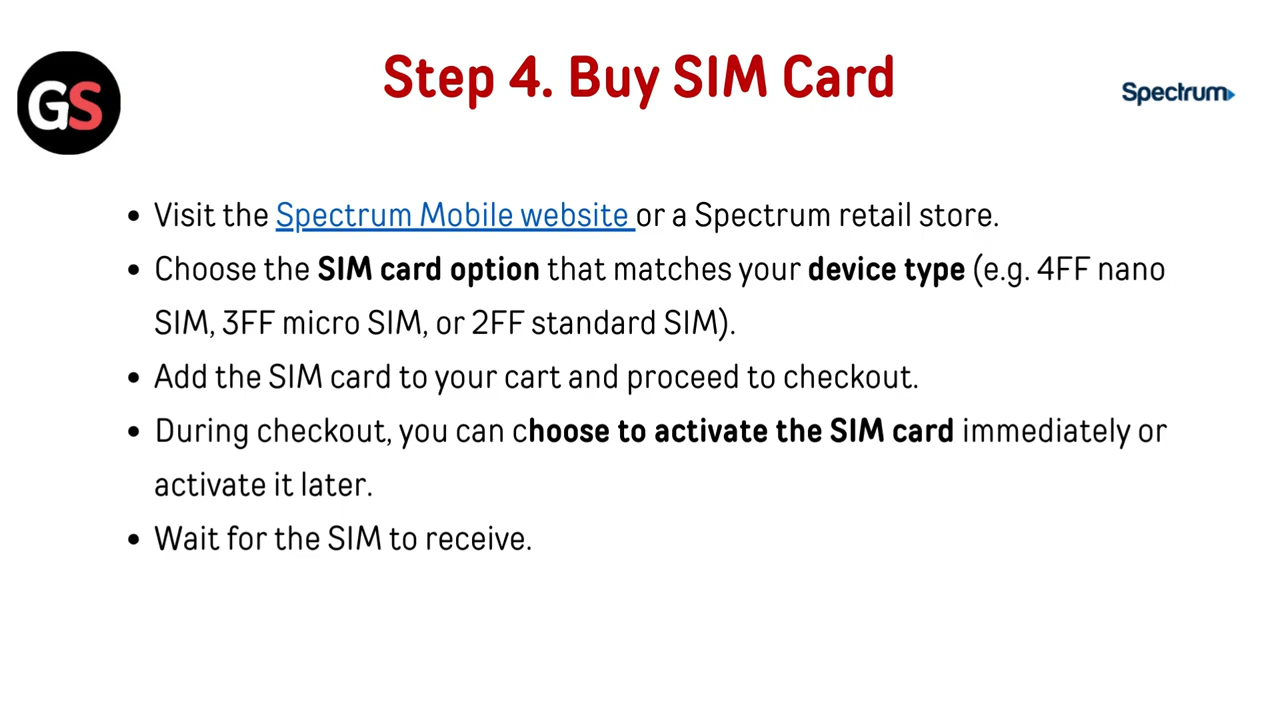 GS
Step 4. Buy SIM Card
Spectrum
• Visit the Spectrum Mobile website or a Spectrum retail store.
• Choose the SIM card option that matches your device type (e.g. 4FF nano
SIM, 3FF micro SIM, or 2FF standard SIM).
• Add the SIM card to your cart and proceed to checkout.
• During checkout, you can choose to activate the SIM card immediately or
activate it later.
• Wait for the SIM to receive.